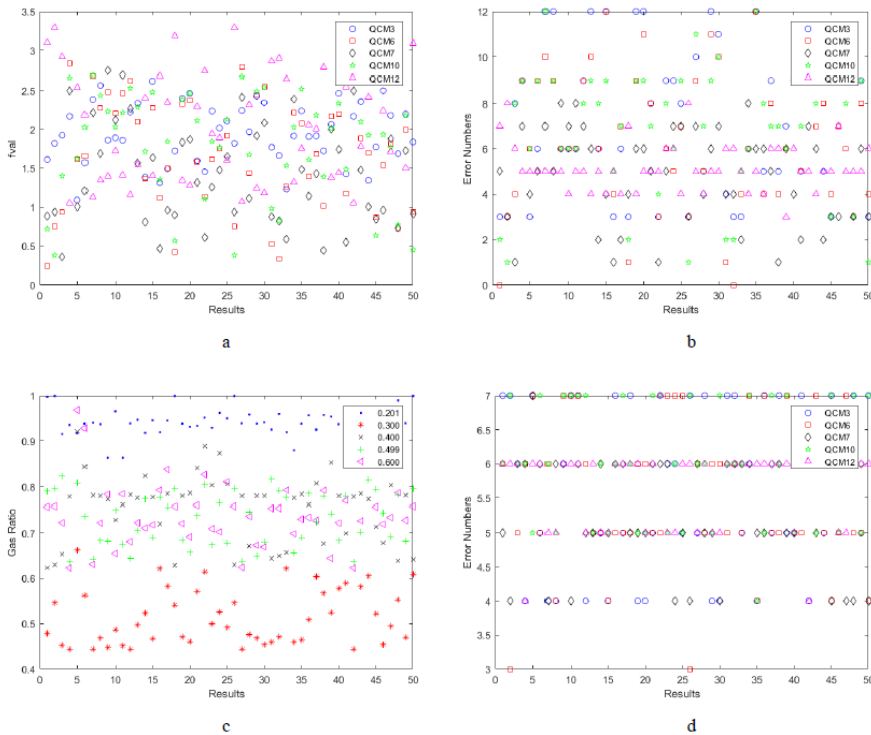 3.5
3
2.5
2
1.5
1
0.5
0
fval
0 5 10 15 20 25 30 35 40 45 50
Results
QCM3
QCM6
QCM7
QCM10
QCM12
a
12
10
8
6
4
2
0
Error Numbers
0 5 10 15 20 25 30 35 40 45 50
Results
QCM3
QCM6
QCM7
QCM10
QCM12
b
1
0.9
0.8
0.7
0.6
0.5
0.4
Gas Ratio
0 5 10 15 20 25 30 35 40 45 50
Results
0.201
0.300
0.400
0.499
0.600
c
7
6.5
6
5.5
5
4.5
4
3.5
3
Error Numbers
0 5 10 15 20 25 30 35 40 45 50
Results
QCM3
QCM6
QCM7
QCM10
QCM12
d